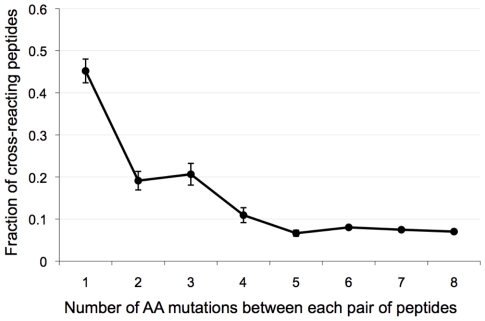 Fraction of cross-reacting peptides
0.6
0.5
0.4
0.3
0.2
0.1
0
1 2 3 4 5 6 7 8
Number of AA mutations between each pair of peptides